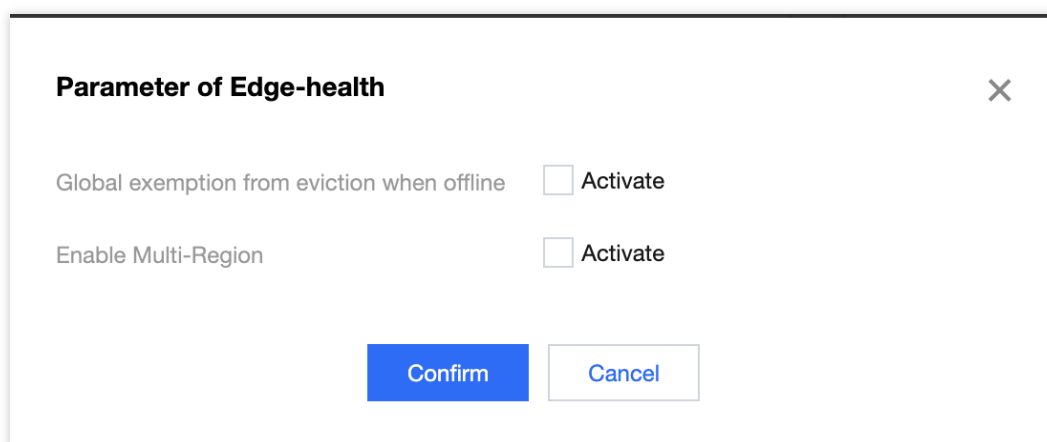 Parameter of Edge-health
Global exemption from eviction when offline Activate
Enable Multi-Region Activate
Confirm Cancel